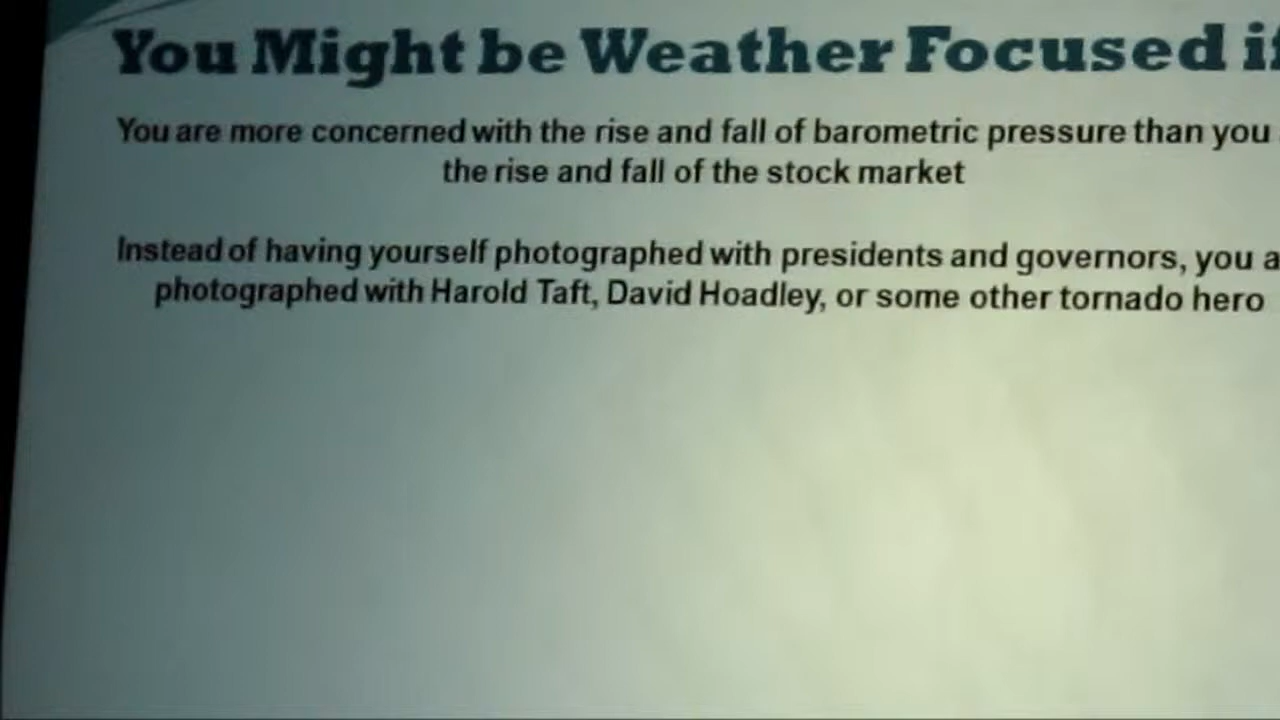 You Might be Weather Focused if
You are more concerned with the rise and fall of barometric pressure than you
the rise and fall of the stock market
Instead of having yourself photographed with presidents and governors, you
photographed with Harold Taft, David Hoadley, or some other tornado hero